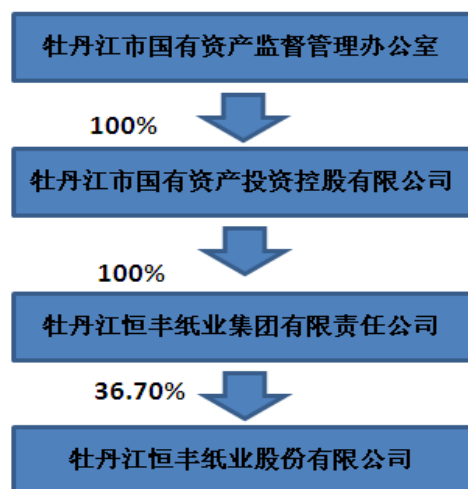 牡丹江市国有资产监督管理办公室
100%
牡丹江市国有资产投资控股有限公司
100%
牡丹江恒丰纸业集团有限责任公司
36.70%
牡丹江恒丰纸业股份有限公司